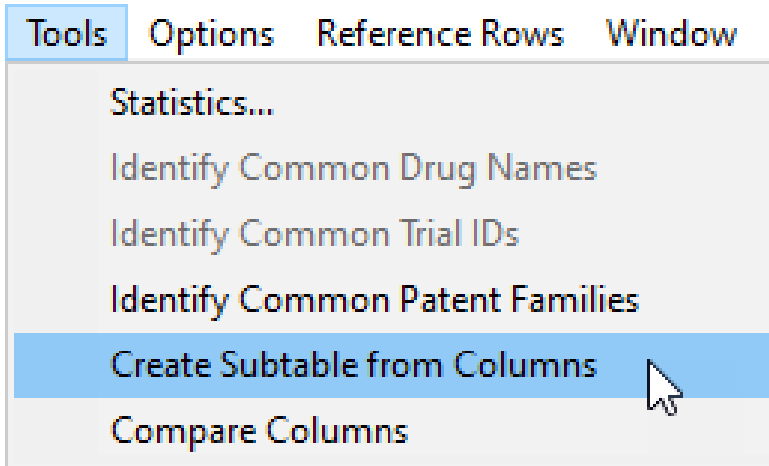 Tools Options Reference Rows Window
Statistics...
Identify Common Drug Names
Identify Common Trial IDs
Identify Common Patent Families
Create Subtable from Columns
Compare Columns